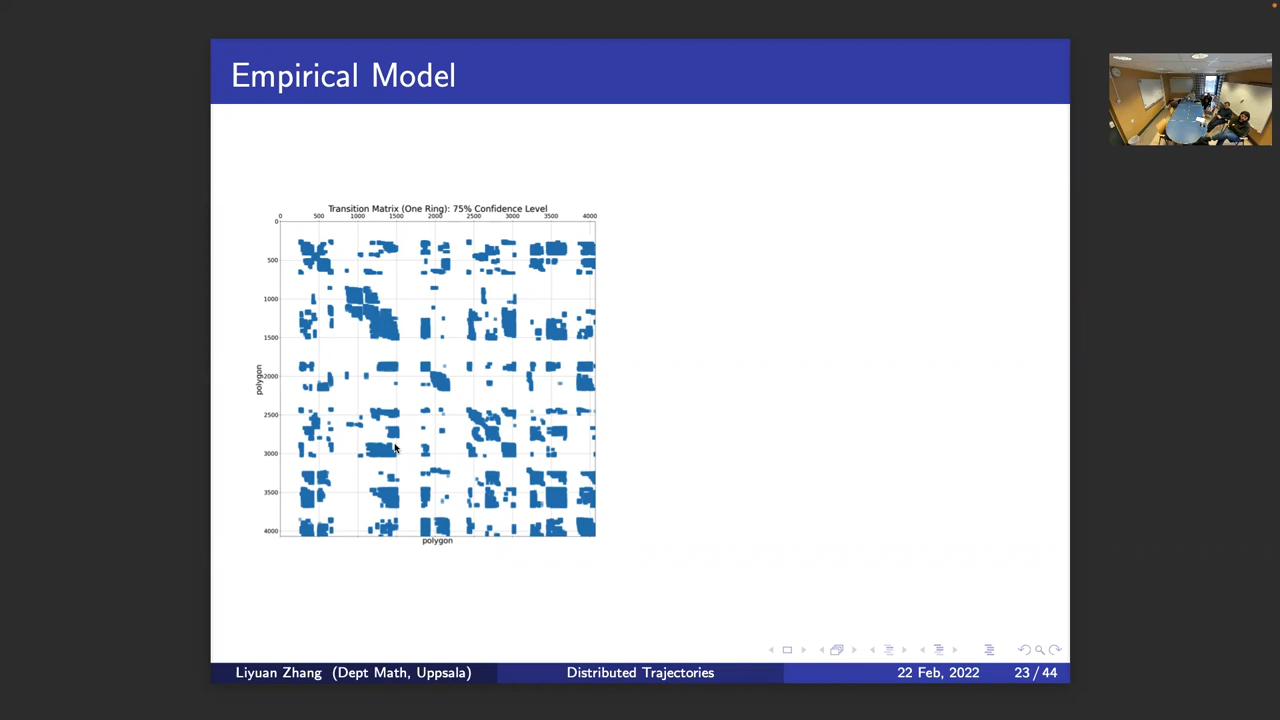 Empirical Model
Transition Matrix (One Ring): 75% Confidence Level
0 500 1000 1500 2000 2500 3000 3500 4000
0
500
1000
1500
2000
2500
3000
3500
4000
polygon
polygon
Liyuan Zhang (Dept Math, Uppsala) Distributed Trajectories 22 Feb, 2022 23 / 44